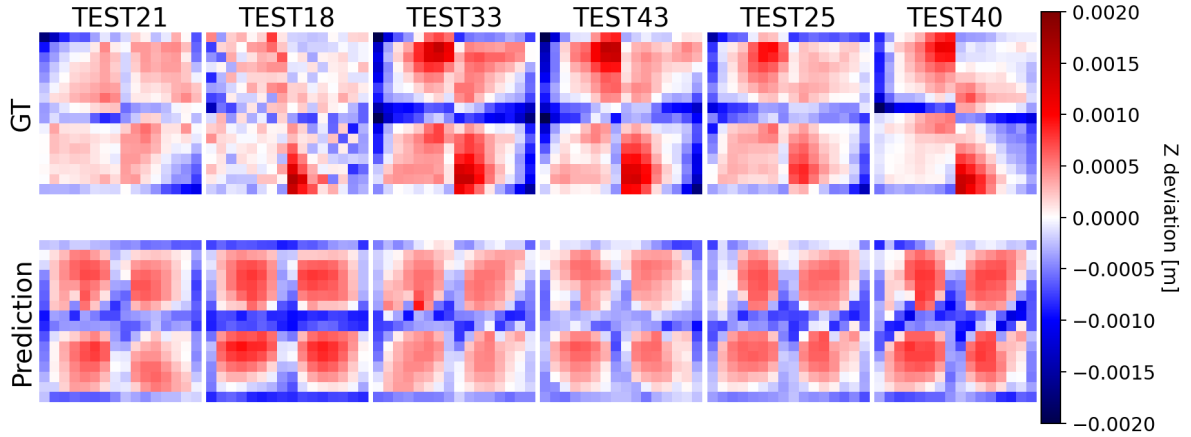 TEST21 TEST18 TEST33 TEST43 TEST25 TEST40
GT
Prediction
0.0020
0.0015
0.0010
0.0005
0.0000
−0.0005
−0.0010
−0.0015
−0.0020
Z deviation [m]